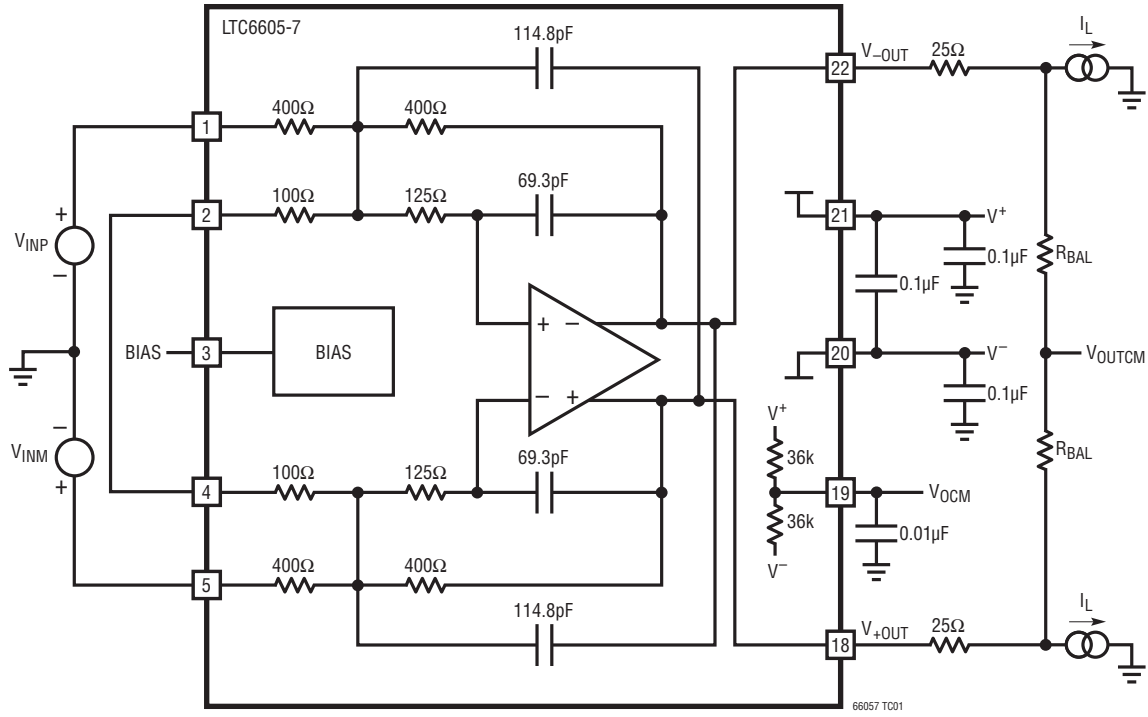 LTC6605-7
114.8pF
V–OUT
25Ω
IL
22
400Ω
400Ω
1
69.3pF
100Ω
125Ω
2
+
VINP
–
21
V+
0.1µF
0.1µF
RBAL
+ –
BIAS
3
BIAS
20
V–
VOUTCM
– +
0.1µF
–
VINM
+
V+
36k
69.3pF
RBAL
100Ω
125Ω
4
19
VOCM
36k
0.01µF
V–
400Ω
400Ω
5
114.8pF
IL
V+OUT
25Ω
18
66057 TC01